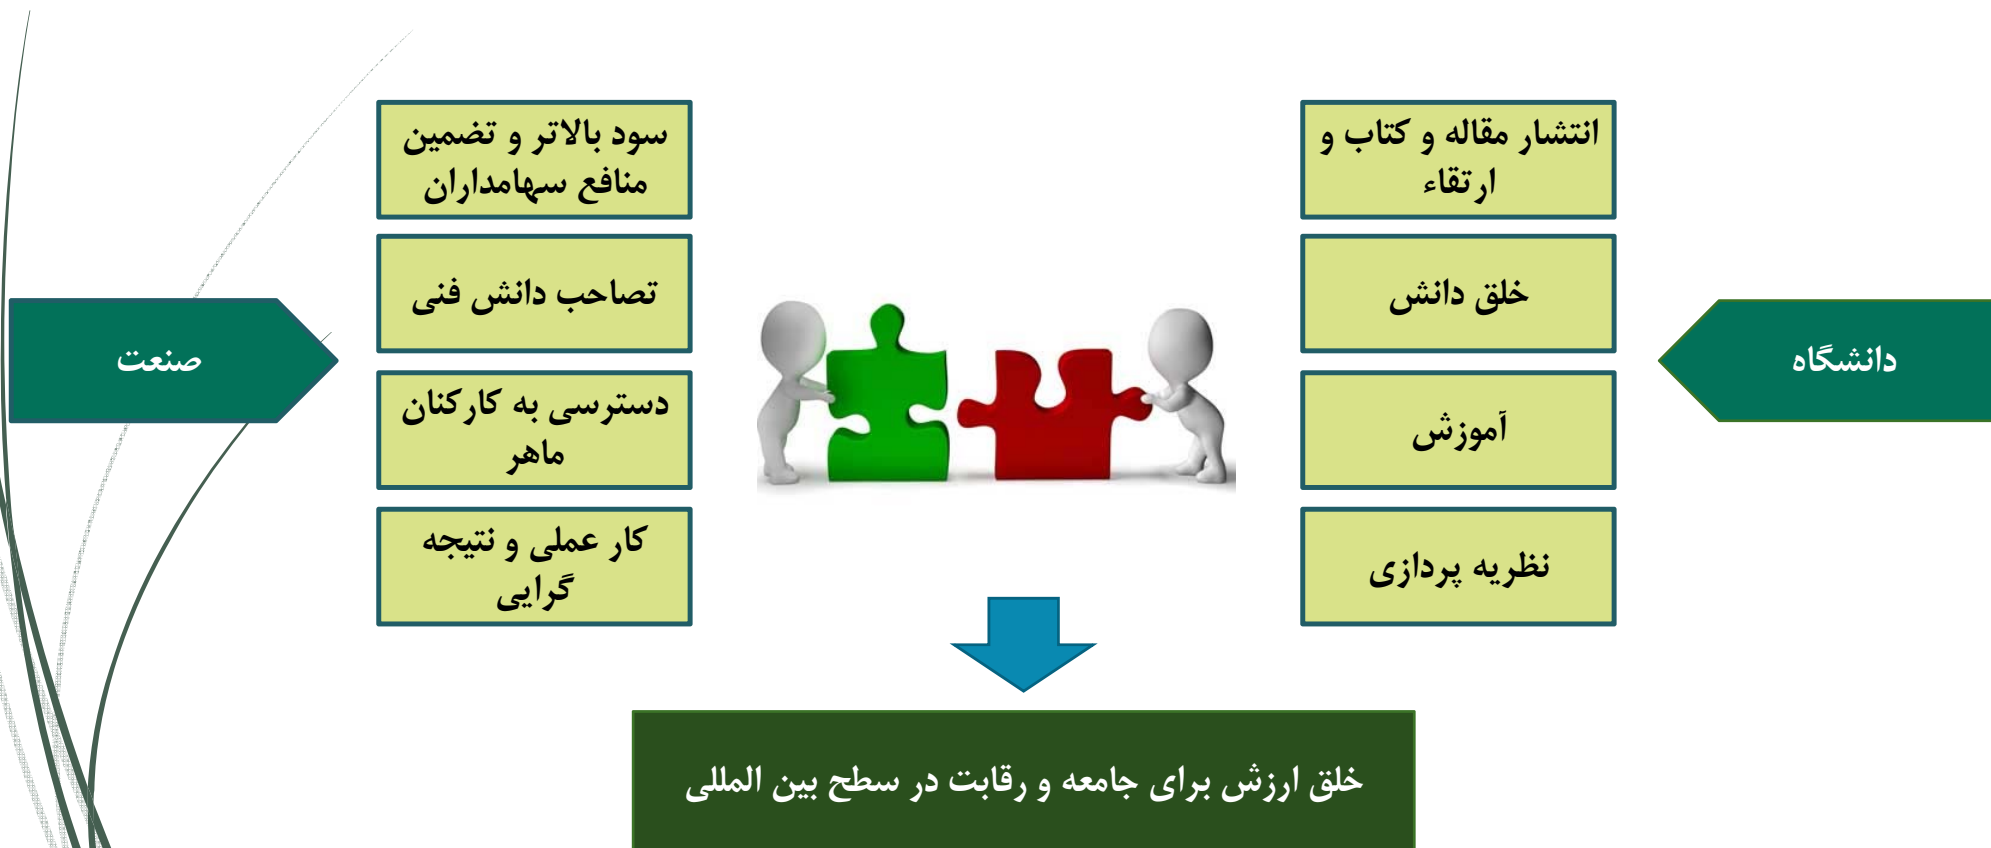 دانشگاه
انتشار مقاله و کتاب و
ارتقاء
خلق دانش
آموزش
نظریه پردازی
صنعت
سود بالاتر و تضمین
منافع سهامداران
تصاحب دانش فنی
دسترسی به کارکنان
ماهر
کار عملی و نتیجه
گرایی
خلق ارزش برای جامعه و رقابت در سطح بین المللی